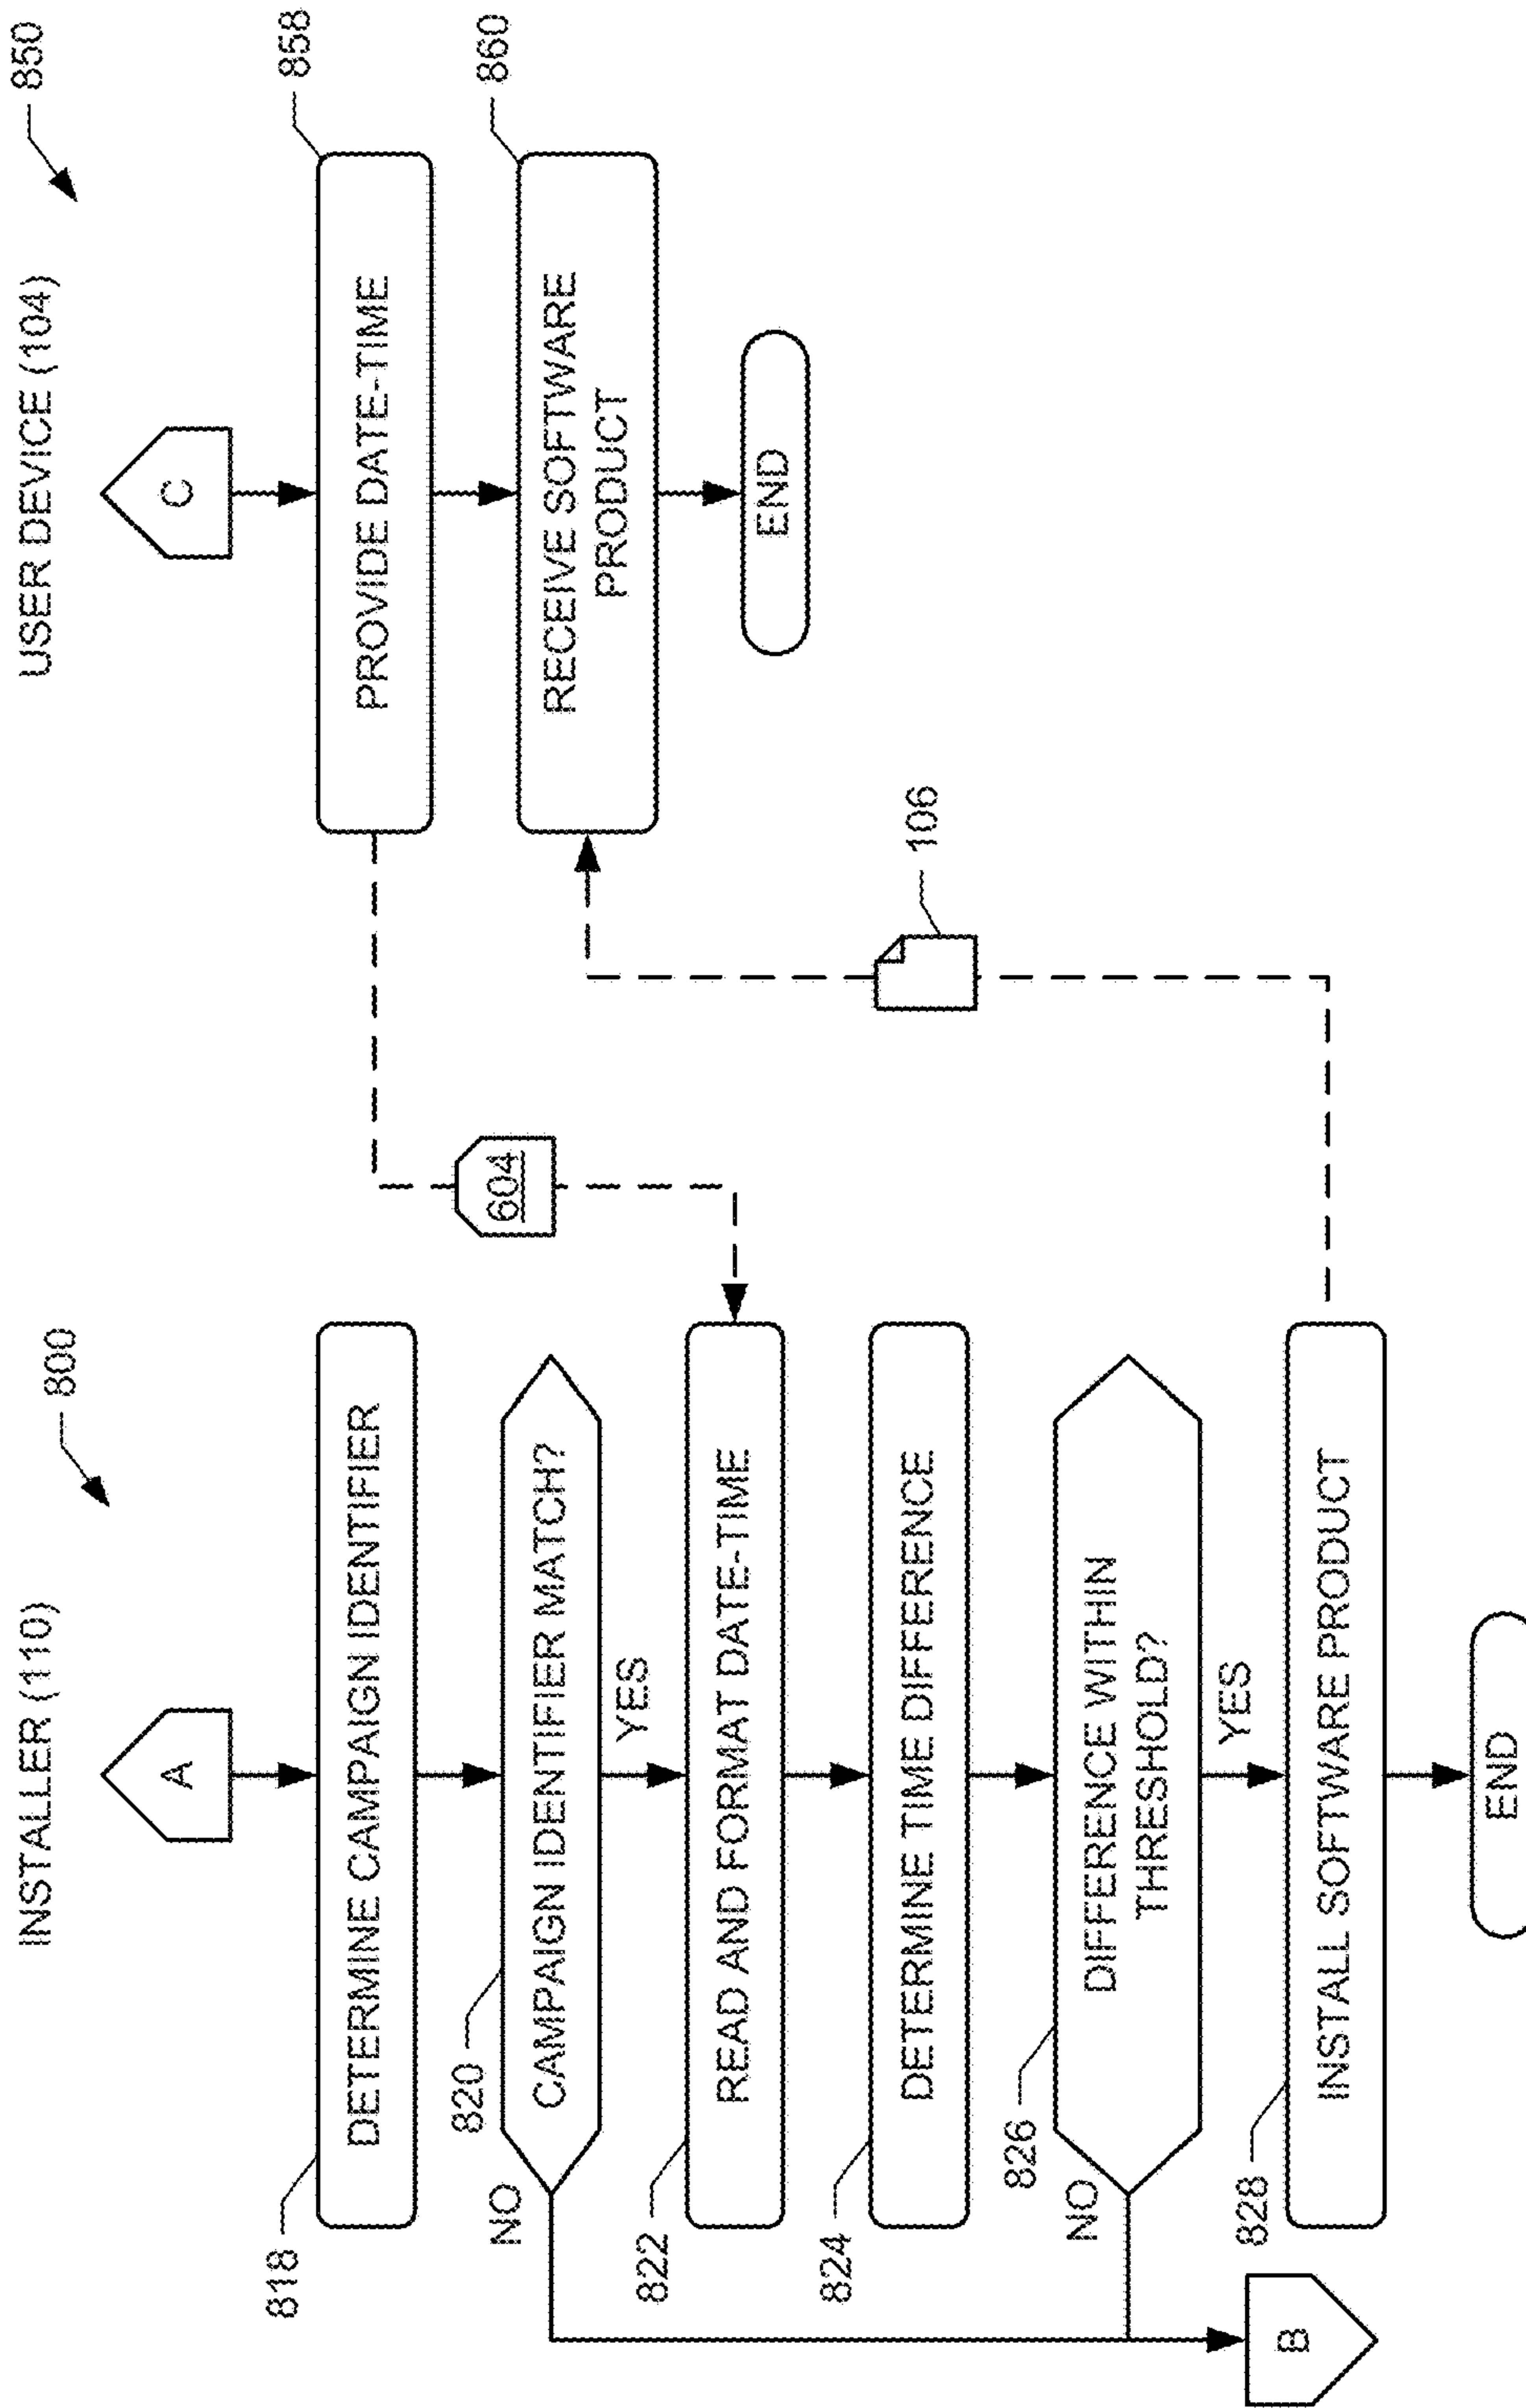 INSTALLER (110)
800
A
818
DETERMINE CAMPAIGN IDENTIFIER
820
CAMPAIGN IDENTIFIER MATCH?
NO
YES
822
READ AND FORMAT DATE-TIME
824
DETERMINE TIME DIFFERENCE
826
DIFFERENCE WITHIN
THRESHOLD?
NO
YES
828
INSTALL SOFTWARE PRODUCT
B
END
USER DEVICE (104)
850
C
858
PROVIDE DATE-TIME
860
RECEIVE SOFTWARE
PRODUCT
END
604
106